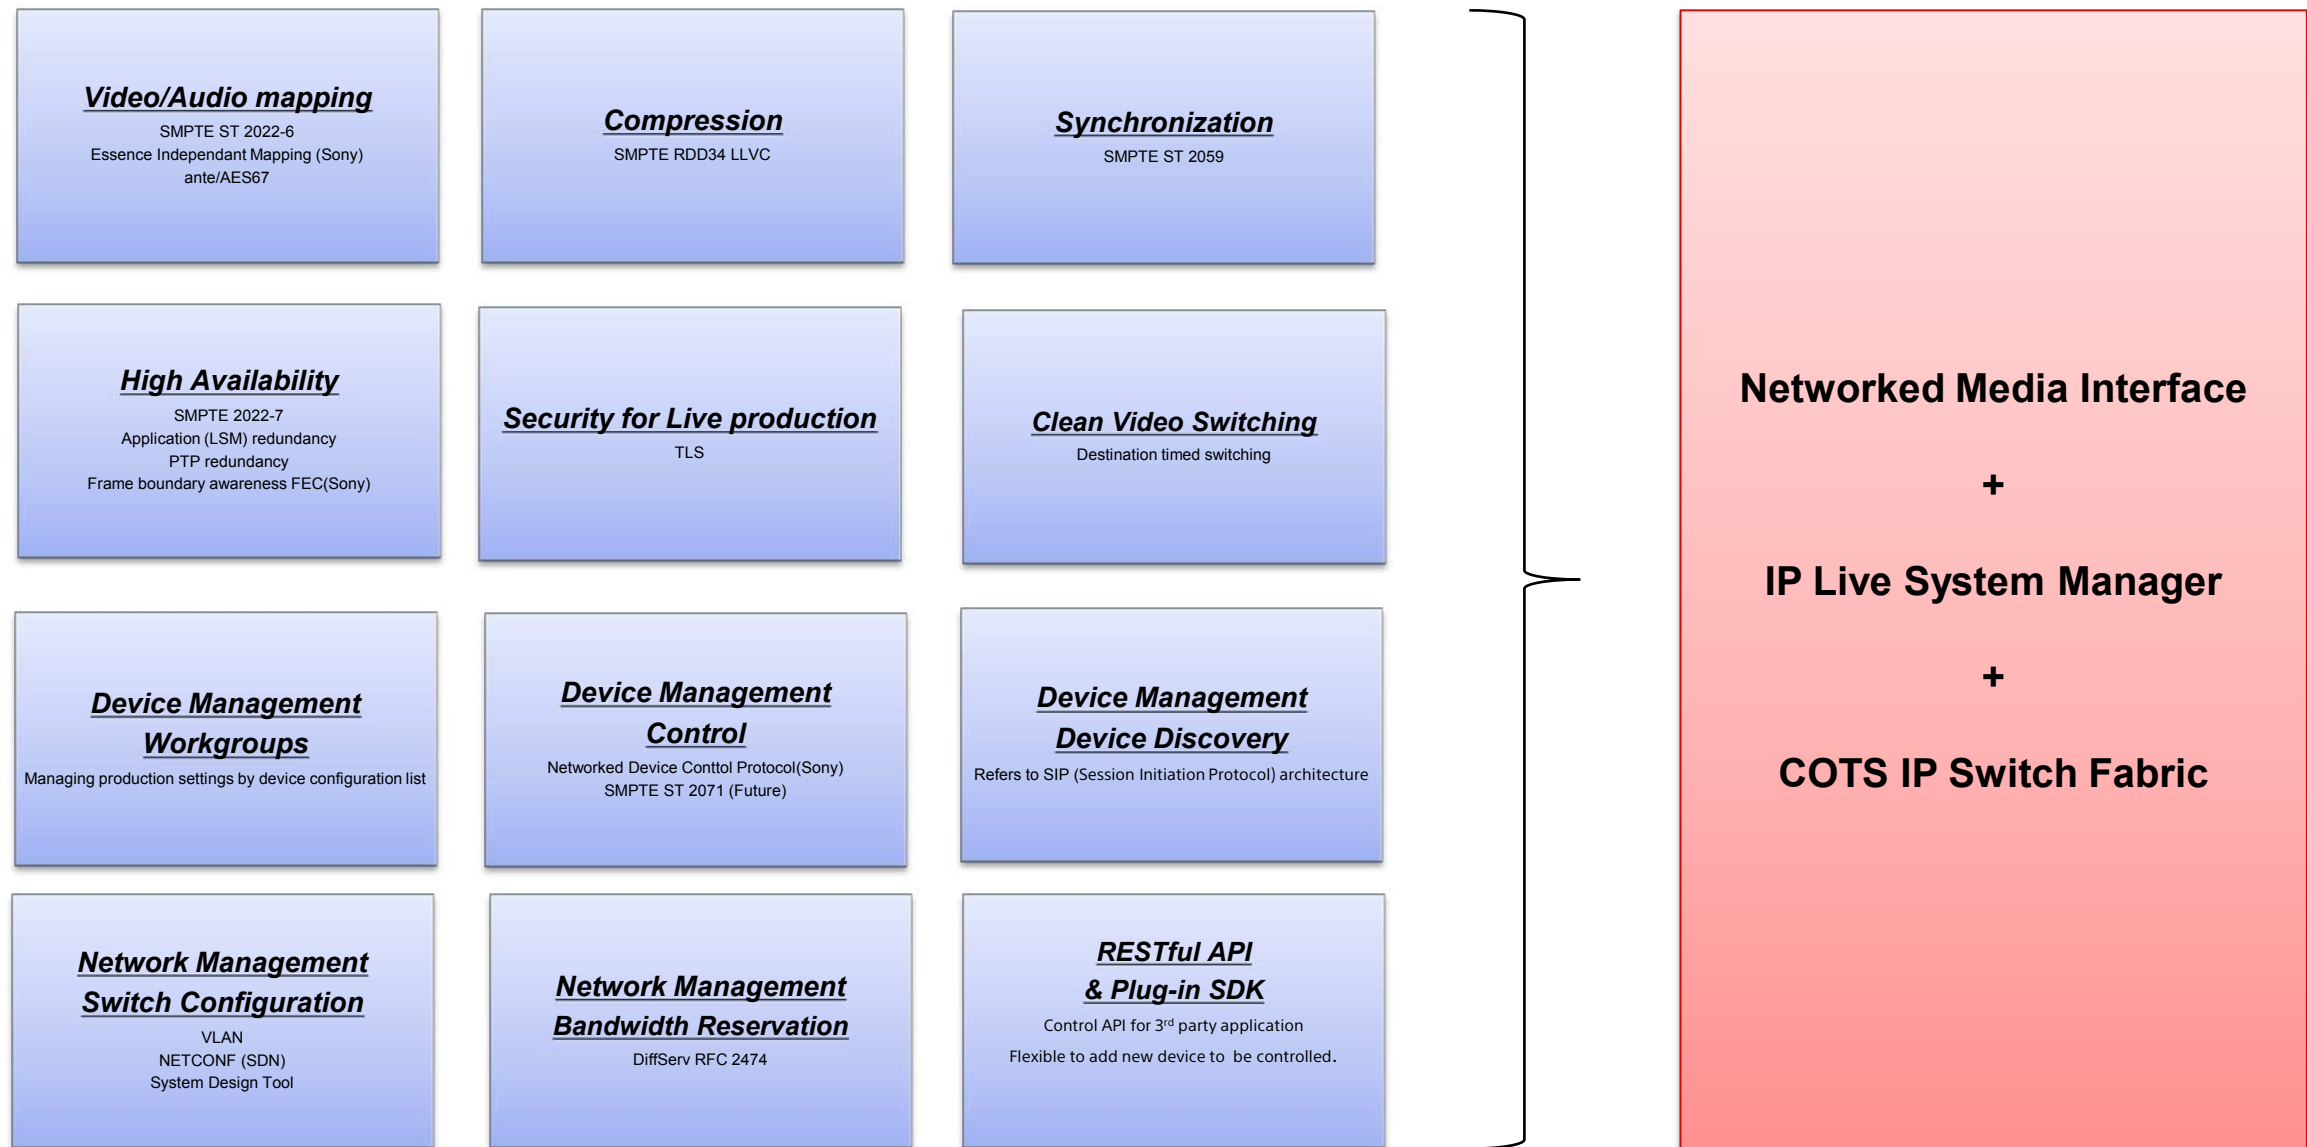 Video/Audio mapping
SMPTE ST 2022-6
Essence Independant Mapping (Sony)
ante/AES67
Compression
SMPTE RDD34 LLVC
Synchronization
SMPTE ST 2059
High Availability
SMPTE 2022-7
Application (LSM) redundancy
PTP redundancy
Frame boundary awareness FEC(Sony)
Security for Live production
TLS
Clean Video Switching
Destination timed switching
Device Management
Workgroups
Managing production settings by device configuration list
Device Management
Control
Networked Device Conttol Protocol(Sony)
SMPTE ST 2071 (Future)
Device Management
Device Discovery
Refers to SIP (Session Initiation Protocol) architecture
Network Management
Switch Configuration
VLAN
NETCONF (SDN)
System Design Tool
Network Management
Bandwidth Reservation
DiffServ RFC 2474
RESTful API
& Plug-in SDK
Control API for 3rd party application
Flexible to add new device to be controlled.
Networked Media Interface
+
IP Live System Manager
+
COTS IP Switch Fabric